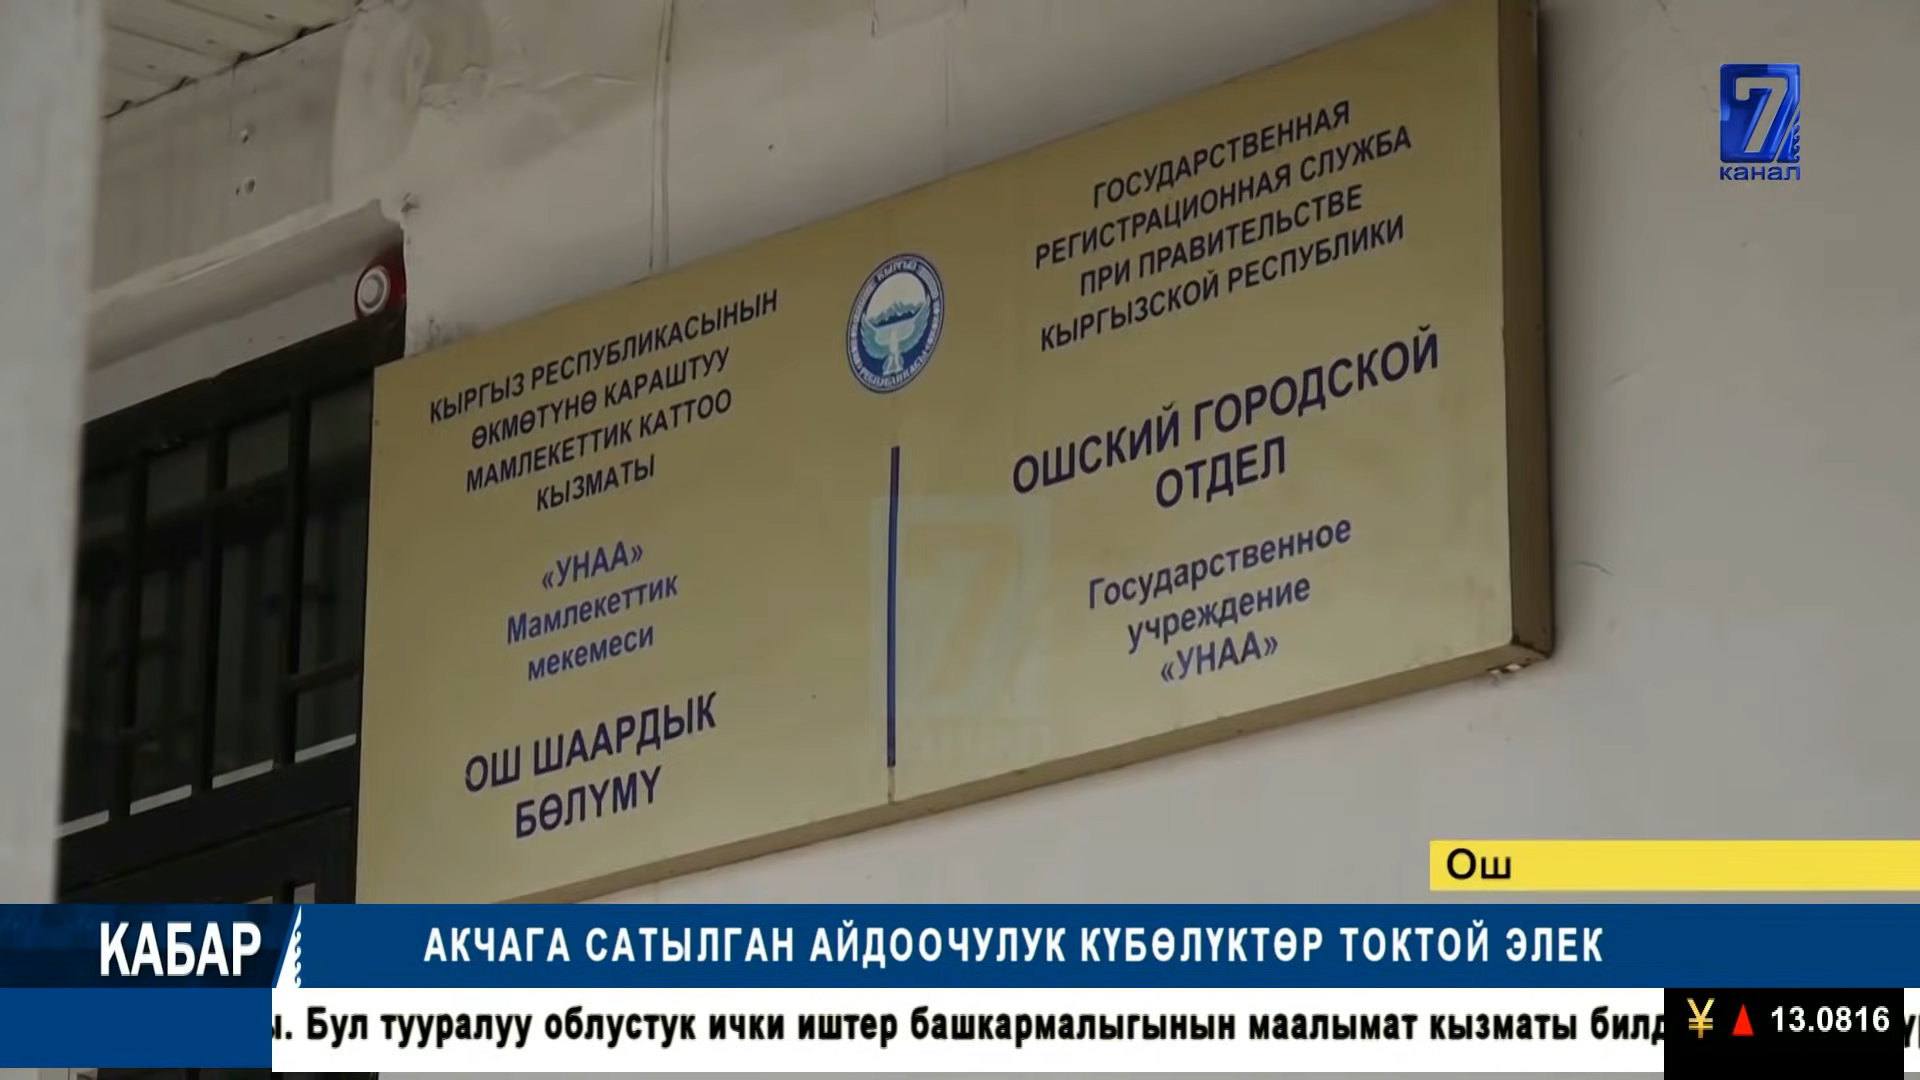 7
канал
КЫРГЫЗ РЕСПУБЛИКАСЫНЫН
ӨКМӨТҮНӨ КАРАШТУУ
МАМЛЕКЕТТИК КАТТОО
КЫЗМАТЫ
«УНАА»
Мамлекеттик
мекемеси
ОШ ШААРДЫК
БӨЛҮМҮ
ГОСУДАРСТВЕННАЯ
РЕГИСТРАЦИОННАЯ СЛУЖБА
ПРИ ПРАВИТЕЛЬСТВЕ
КЫРГЫЗСКОЙ РЕСПУБЛИКИ
ОШСКИЙ ГОРОДСКОЙ
ОТДЕЛ
Государственное
учреждение
«УНАА»
Ош
КАБАР
АКЧАГА САТЫЛГАН АЙДООЧУЛУК КҮБӨЛҮКТӨР ТОКТОЙ ЭЛЕК
. Бул тууралуу облустук ички иштер башкармалыгынын маалымат кызматы
¥ ▲ 13.0816